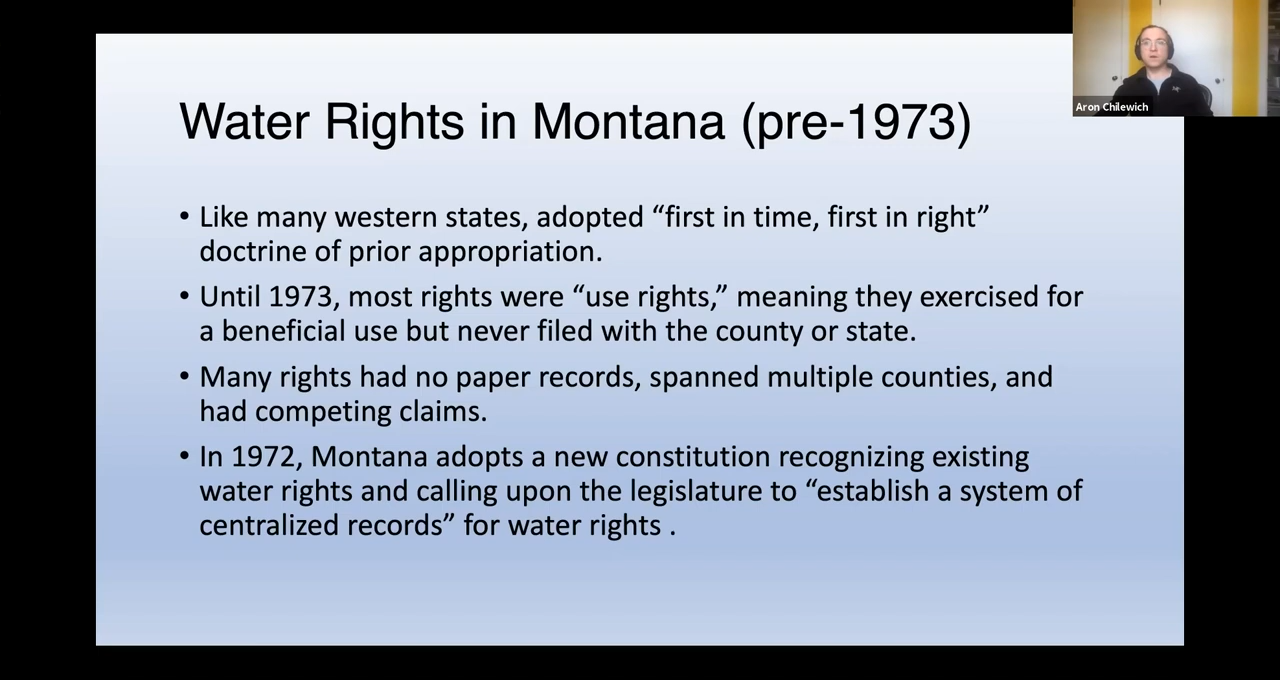 Water Rights in Montana (pre-1973)
• Like many western states, adopted “first in time, first in right”
doctrine of prior appropriation.
• Until 1973, most rights were “use rights,” meaning they exercised for
a beneficial use but never filed with the county or state.
• Many rights had no paper records, spanned multiple counties, and
had competing claims.
• In 1972, Montana adopts a new constitution recognizing existing
water rights and calling upon the legislature to “establish a system of
centralized records” for water rights .
Aron Chilewich